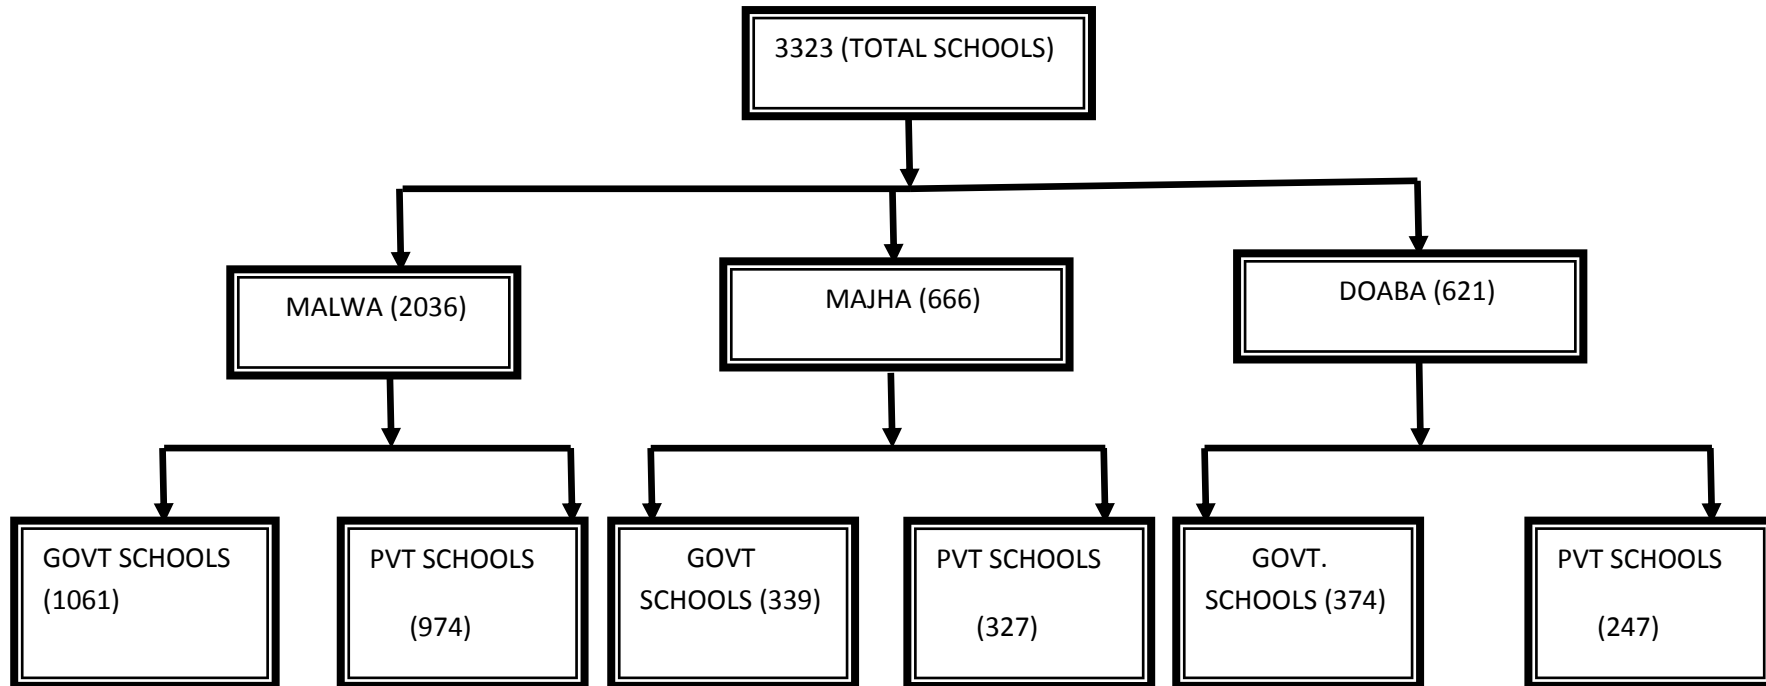 3323 (TOTAL SCHOOLS)
MALWA (2036)
MAJHA (666)
DOABA (621)
GOVT SCHOOLS
(1061)
PVT SCHOOLS
(974)
GOVT
SCHOOLS (339)
PVT SCHOOLS
(327)
GOVT.
SCHOOLS (374)
PVT SCHOOLS
(247)